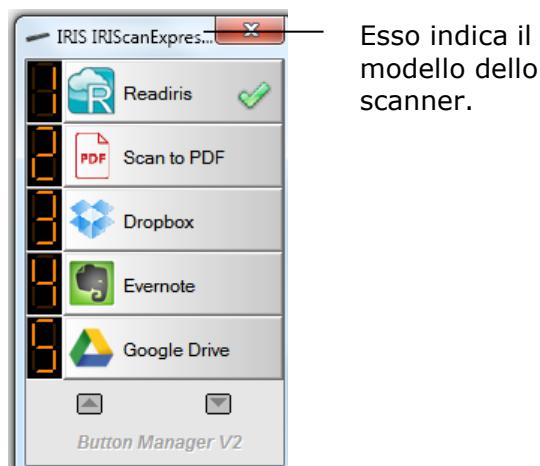 IRIS IRIScanExpres...
Esso indica il
modello dello
scanner.
1 Readiris
2 PDF Scan to PDF
3 Dropbox
4 Evernote
5 Google Drive
Button Manager V2